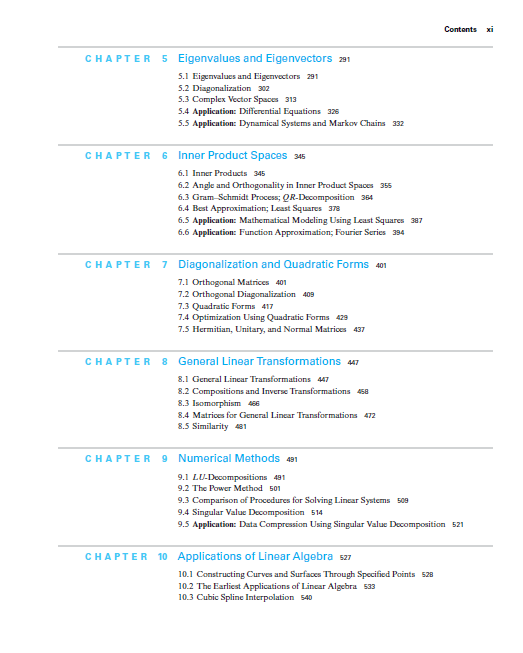 Contents xi
CHAPTER 5 Eigenvalues and Eigenvectors 291
5.1 Eigenvalues and Eigenvectors 291
5.2 Diagonalization 302
5.3 Complex Vector Spaces 313
5.4 Application: Differential Equations 326
5.5 Application: Dynamical Systems and Markov Chains 332
CHAPTER 6 Inner Product Spaces 345
6.1 Inner Products 345
6.2 Angle and Orthogonality in Inner Product Spaces 355
6.3 Gram–Schmidt Process; QR-Decomposition 364
6.4 Best Approximation; Least Squares 378
6.5 Application: Mathematical Modeling Using Least Squares 387
6.6 Application: Function Approximation; Fourier Series 394
CHAPTER 7 Diagonalization and Quadratic Forms 401
7.1 Orthogonal Matrices 401
7.2 Orthogonal Diagonalization 409
7.3 Quadratic Forms 417
7.4 Optimization Using Quadratic Forms 429
7.5 Hermitian, Unitary, and Normal Matrices 437
CHAPTER 8 General Linear Transformations 447
8.1 General Linear Transformations 447
8.2 Compositions and Inverse Transformations 458
8.3 Isomorphism 466
8.4 Matrices for General Linear Transformations 472
8.5 Similarity 481
CHAPTER 9 Numerical Methods 491
9.1 LU-Decompositions 491
9.2 The Power Method 501
9.3 Comparison of Procedures for Solving Linear Systems 509
9.4 Singular Value Decomposition 514
9.5 Application: Data Compression Using Singular Value Decomposition 521
CHAPTER 10 Applications of Linear Algebra 527
10.1 Constructing Curves and Surfaces Through Specified Points 528
10.2 The Earliest Applications of Linear Algebra 533
10.3 Cubic Spline Interpolation 540